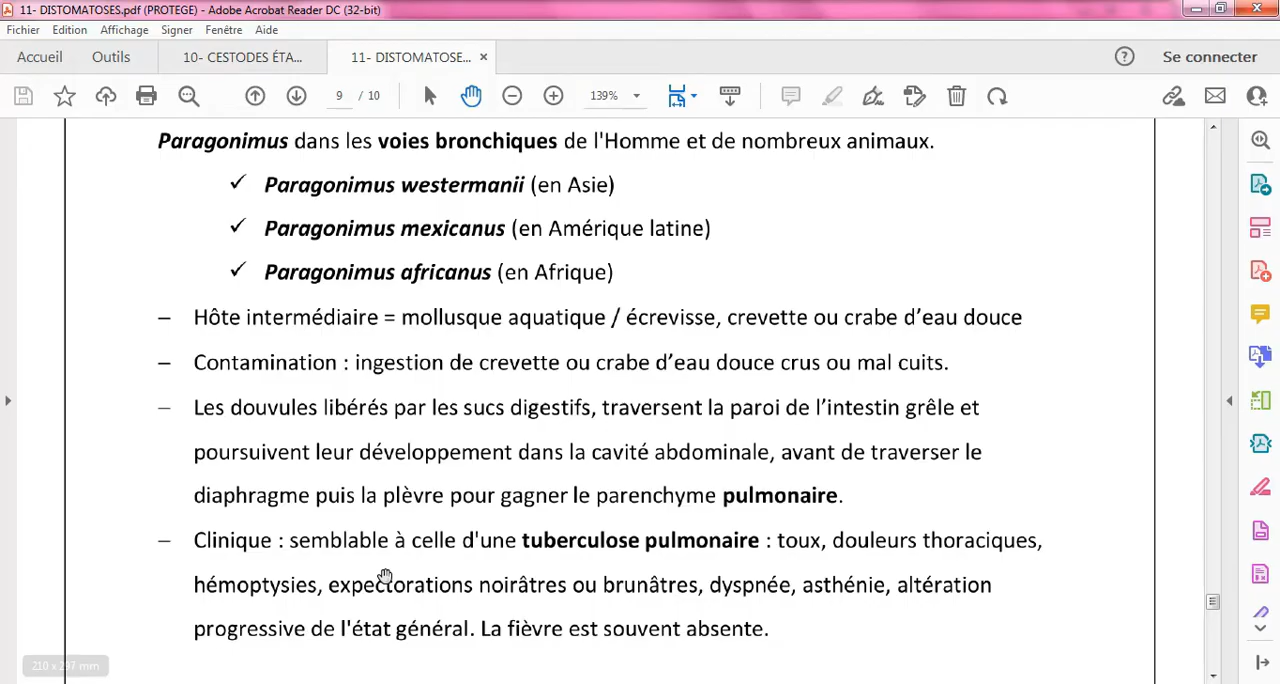 11- DISTOMATOSES.pdf (PROTEGE) - Adobe Acrobat Reader DC (32-bit)
Fichier Edition Affichage Signer Fenêtre Aide
Accueil Outils 10- CESTODES ÉTA... 11- DISTOMATOSE... × Se connecter
9 / 10 139%
Paragonimus dans les voies bronchiques de l'Homme et de nombreux animaux.
✓ Paragonimus westermanii (en Asie)
✓ Paragonimus mexicanus (en Amérique latine)
✓ Paragonimus africanus (en Afrique)
– Hôte intermédiaire = mollusque aquatique / écrevisse, crevette ou crabe d’eau douce
– Contamination : ingestion de crevette ou crabe d’eau douce crus ou mal cuits.
– Les douvules libérés par les sucs digestifs, traversent la paroi de l’intestin grêle et
poursuivent leur développement dans la cavité abdominale, avant de traverser le
diaphragme puis la plèvre pour gagner le parenchyme pulmonaire.
– Clinique : semblable à celle d'une tuberculose pulmonaire : toux, douleurs thoraciques,
hémoptysies, expectorations noirâtres ou brunâtres, dyspnée, asthénie, altération
progressive de l'état général. La fièvre est souvent absente.
210 x 297 mm